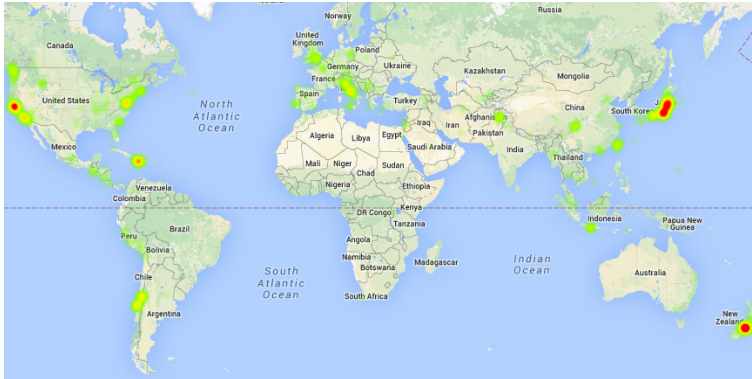 Norway
Russia
Canada
United
Kingdom
Poland
Germany
Ukraine
Kazakhstan
Mongolia
France
North
Atlantic
Ocean
United States
Spain
Turkey
China
South Kore
Afghanistan
Iraq
Iran
Pakistan
Algeria
Libya
Egypt
Mexico
Saudi Arabia
India
Mali
Niger
Sudan
Chad
Thailand
Nigeria
Ethiopia
Venezuela
Colombia
Kenya
DR Congo
Indonesia
Papua New
Guinea
Tanzania
Brazil
Peru
Angola
Bolivia
Namibia
Madagascar
Botswana
Indian
Ocean
South
Atlantic
Ocean
Australia
Chile
South Africa
Argentina
New
Zealand